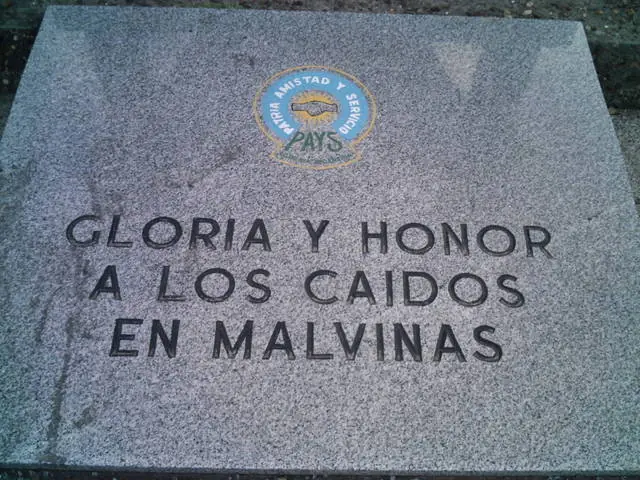 PATRIA AMISTAD Y SERVICIO
PAYS
GLORIA Y HONOR
A LOS CAIDOS
EN MALVINAS